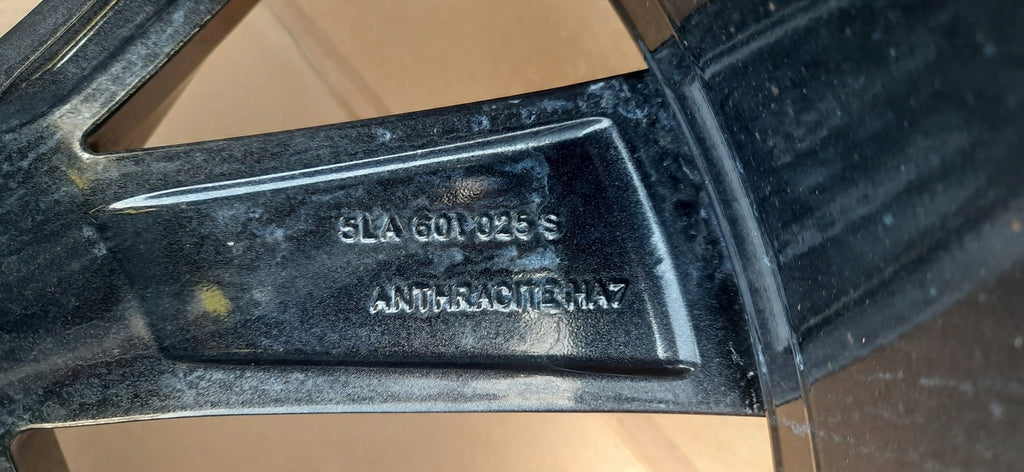 5LA 601 025 S
ANTHRACITE HA7